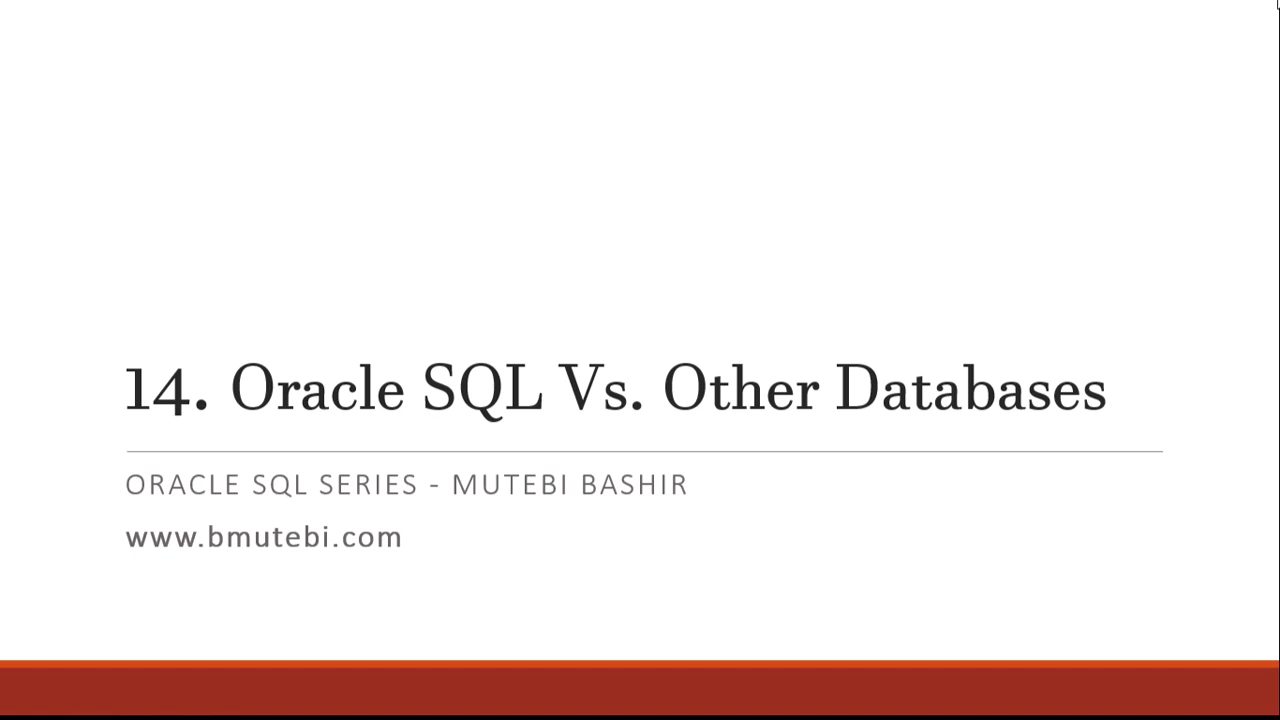 14. Oracle SQL Vs. Other Databases
ORACLE SQL SERIES - MUTEBI BASHIR
www.bmutebi.com